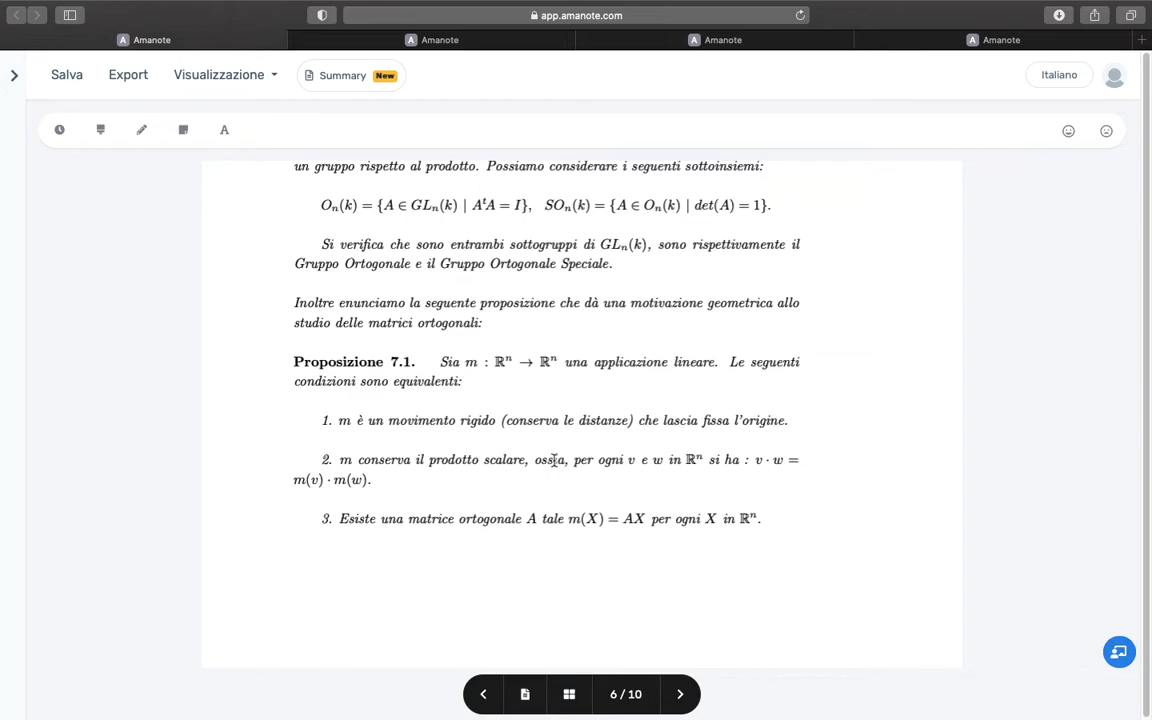 app.amanote.com
Amanote
Amanote
Amanote
Amanote
Salva Export Visualizzazione Summary New Italiano
A
un gruppo rispetto al prodotto. Possiamo considerare i seguenti sottoinsiemi:
Oₙ(k) = {A ∈ GLₙ(k) | AᵗA = I}, SOₙ(k) = {A ∈ Oₙ(k) | det(A) = 1}.
Si verifica che sono entrambi sottogruppi di GLₙ(k), sono rispettivamente il
Gruppo Ortogonale e il Gruppo Ortogonale Speciale.
Inoltre enunciamo la seguente proposizione che dà una motivazione geometrica allo
studio delle matrici ortogonali:
Proposizione 7.1. Sia m : ℝⁿ → ℝⁿ una applicazione lineare. Le seguenti
condizioni sono equivalenti:
1. m è un movimento rigido (conserva le distanze) che lascia fissa l'origine.
2. m conserva il prodotto scalare, ossia, per ogni v e w in ℝⁿ si ha : v · w =
m(v) · m(w).
3. Esiste una matrice ortogonale A tale m(X) = AX per ogni X in ℝⁿ.
6 / 10